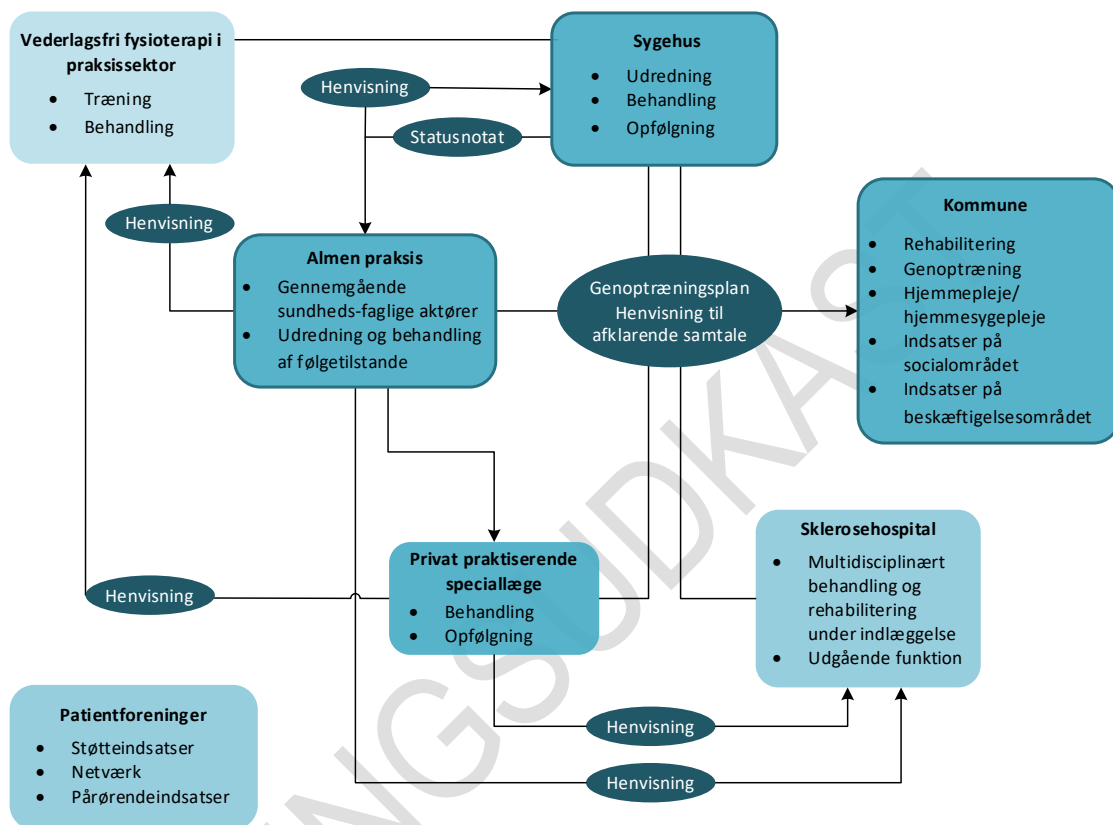 Vederlagsfri fysioterapi i
praksissektor
• Træning
• Behandling
Sygehus
• Udredning
• Behandling
• Opfølgning
Henvisning
Statusnotat
Henvisning
Kommune
• Rehabilitering
• Genoptræning
• Hjemmepleje/
hjemmesygepleje
• Indsatser på
socialområdet
• Indsatser på
beskæftigelsesområdet
Almen praksis
• Gennemgående
sundheds-faglige aktører
• Udredning og behandling
af følgetilstande
Genoptræningsplan
Henvisning til
afklarende samtale
Privat praktiserende
speciallæge
• Behandling
• Opfølgning
Henvisning
Sklerosehospital
• Multidisciplinært
behandling og
rehabilitering
under indlæggelse
• Udgående funktion
Patientforeninger
• Støtteindsatser
• Netværk
• Pårørendeindsatser
Henvisning
Henvisning
NGSUDKAST